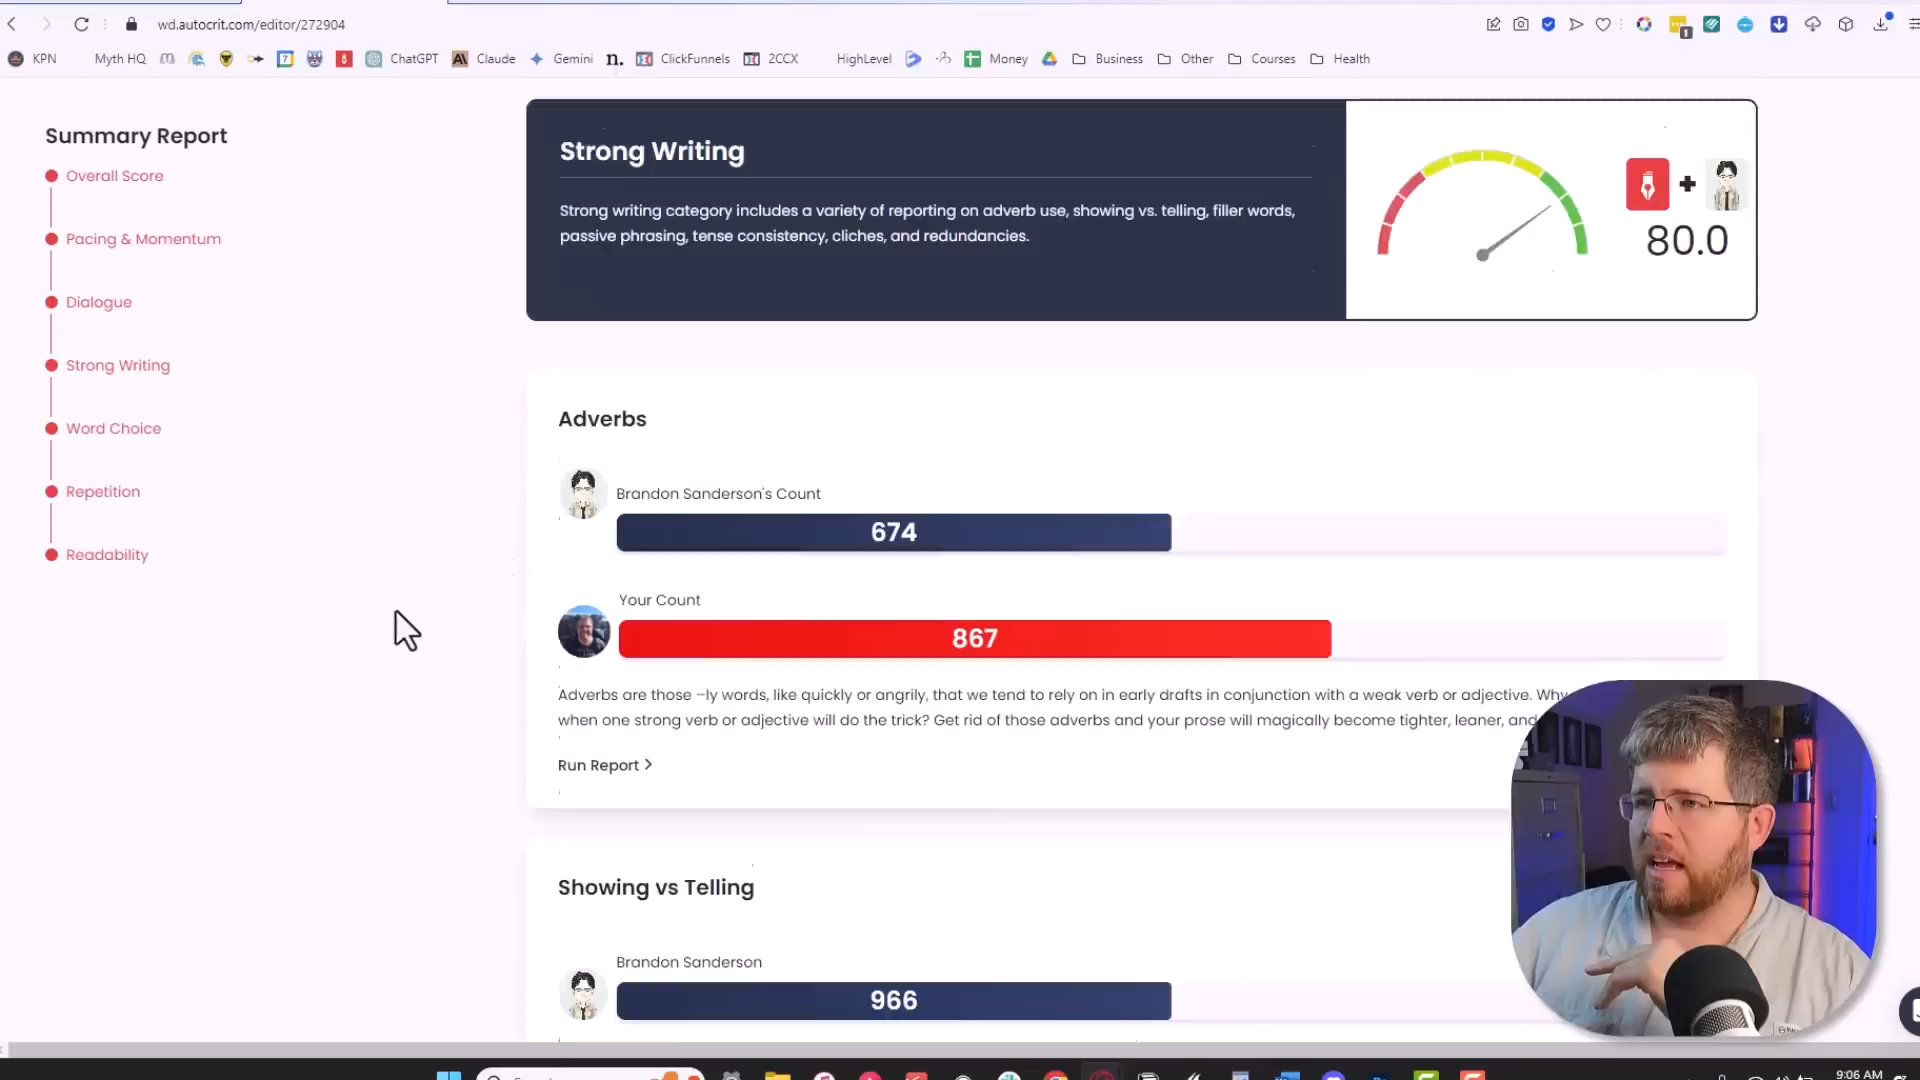 wd.autocrit.com/editor/272904
KPN Myth HQ 7 ChatGPT AI Claude Gemini n. ClickFunnels 2CCX HighLevel Money Business Other Courses Health
Summary Report
Overall Score
Pacing & Momentum
Dialogue
Strong Writing
Word Choice
Repetition
Readability
Strong Writing
Strong writing category includes a variety of reporting on adverb use, showing vs. telling, filler words,
passive phrasing, tense consistency, cliches, and redundancies.
80.0
Adverbs
Brandon Sanderson's Count
674
Your Count
867
Adverbs are those –ly words, like quickly or angrily, that we tend to rely on in early drafts in conjunction with a weak verb or adjective. Why
when one strong verb or adjective will do the trick? Get rid of those adverbs and your prose will magically become tighter, leaner, and
Run Report >
Showing vs Telling
Brandon Sanderson
966
9:06 AM